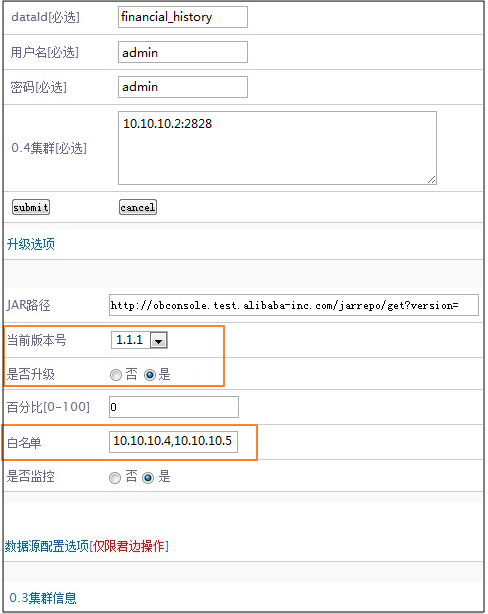 dataId[必选] financial_history
用户名[必选] admin
密码[必选] admin
0.4集群[必选] 10.10.10.2:2828
submit cancel
升级选项
JAR路径 http://obconsole.test.alibaba-inc.com/jarrepo/get?version=
当前版本号 1.1.1
是否升级 否 是
百分比[0-100] 0
白名单 10.10.10.4,10.10.10.5
是否监控 否 是
数据源配置选项[仅限君边操作]
0.3集群信息